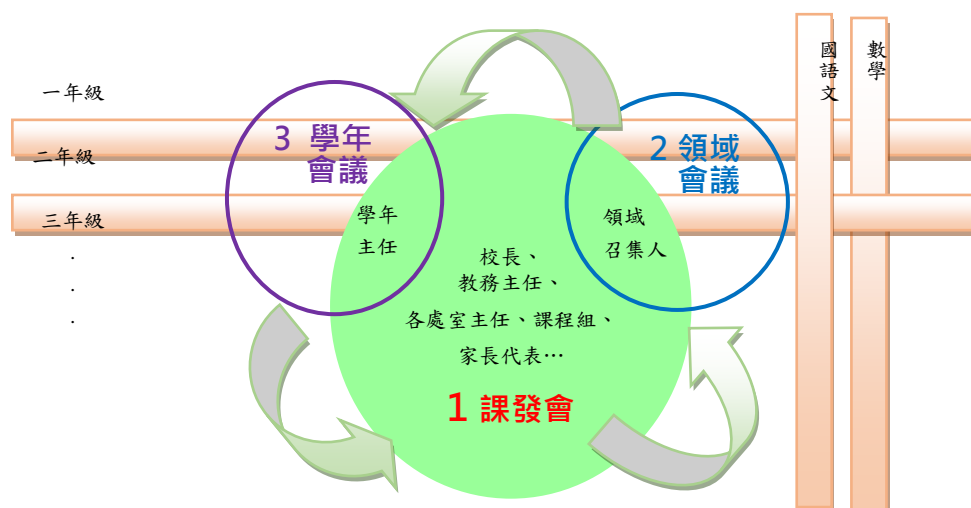 國語文
數學
一年級
二年級
三年級
.
.
.
3 學年
會議
學年
主任
2 領域
會議
領域
召集人
校長、
教務主任、
各處室主任、課程組、
家長代表…
1 課發會